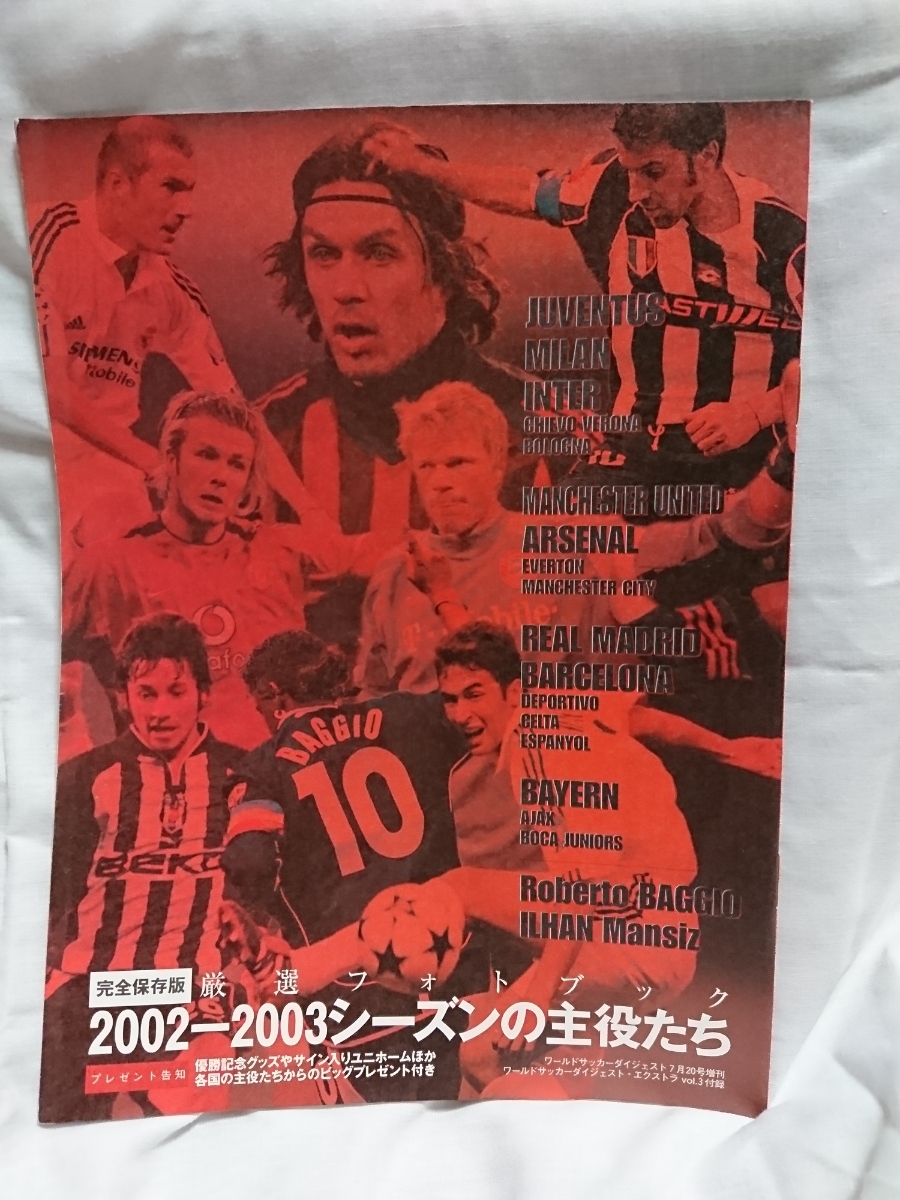 SIEMENS
mobile
JUVENTUS
MILAN
INTER
CHIEVO VERONA
BOLOGNA
MANCHESTER UNITED
ARSENAL
EVERTON
MANCHESTER CITY
REAL MADRID
BARCELONA
DEPORTIVO
CELTA
ESPANYOL
BAYERN
AJAX
BOCA JUNIORS
Roberto BAGGIO
ILHAN Mansiz
BAGGIO
10
BEKO
完全保存版
厳選フォトブック
2002ー2003シーズンの主役たち
プレゼント告知
優勝記念グッズやサイン入りユニホームほか
各国の主役たちからのビッグプレゼント付き
ワールドサッカーダイジェスト7月20号増刊
ワールドサッカーダイジェスト・エクストラ vol.3 付録